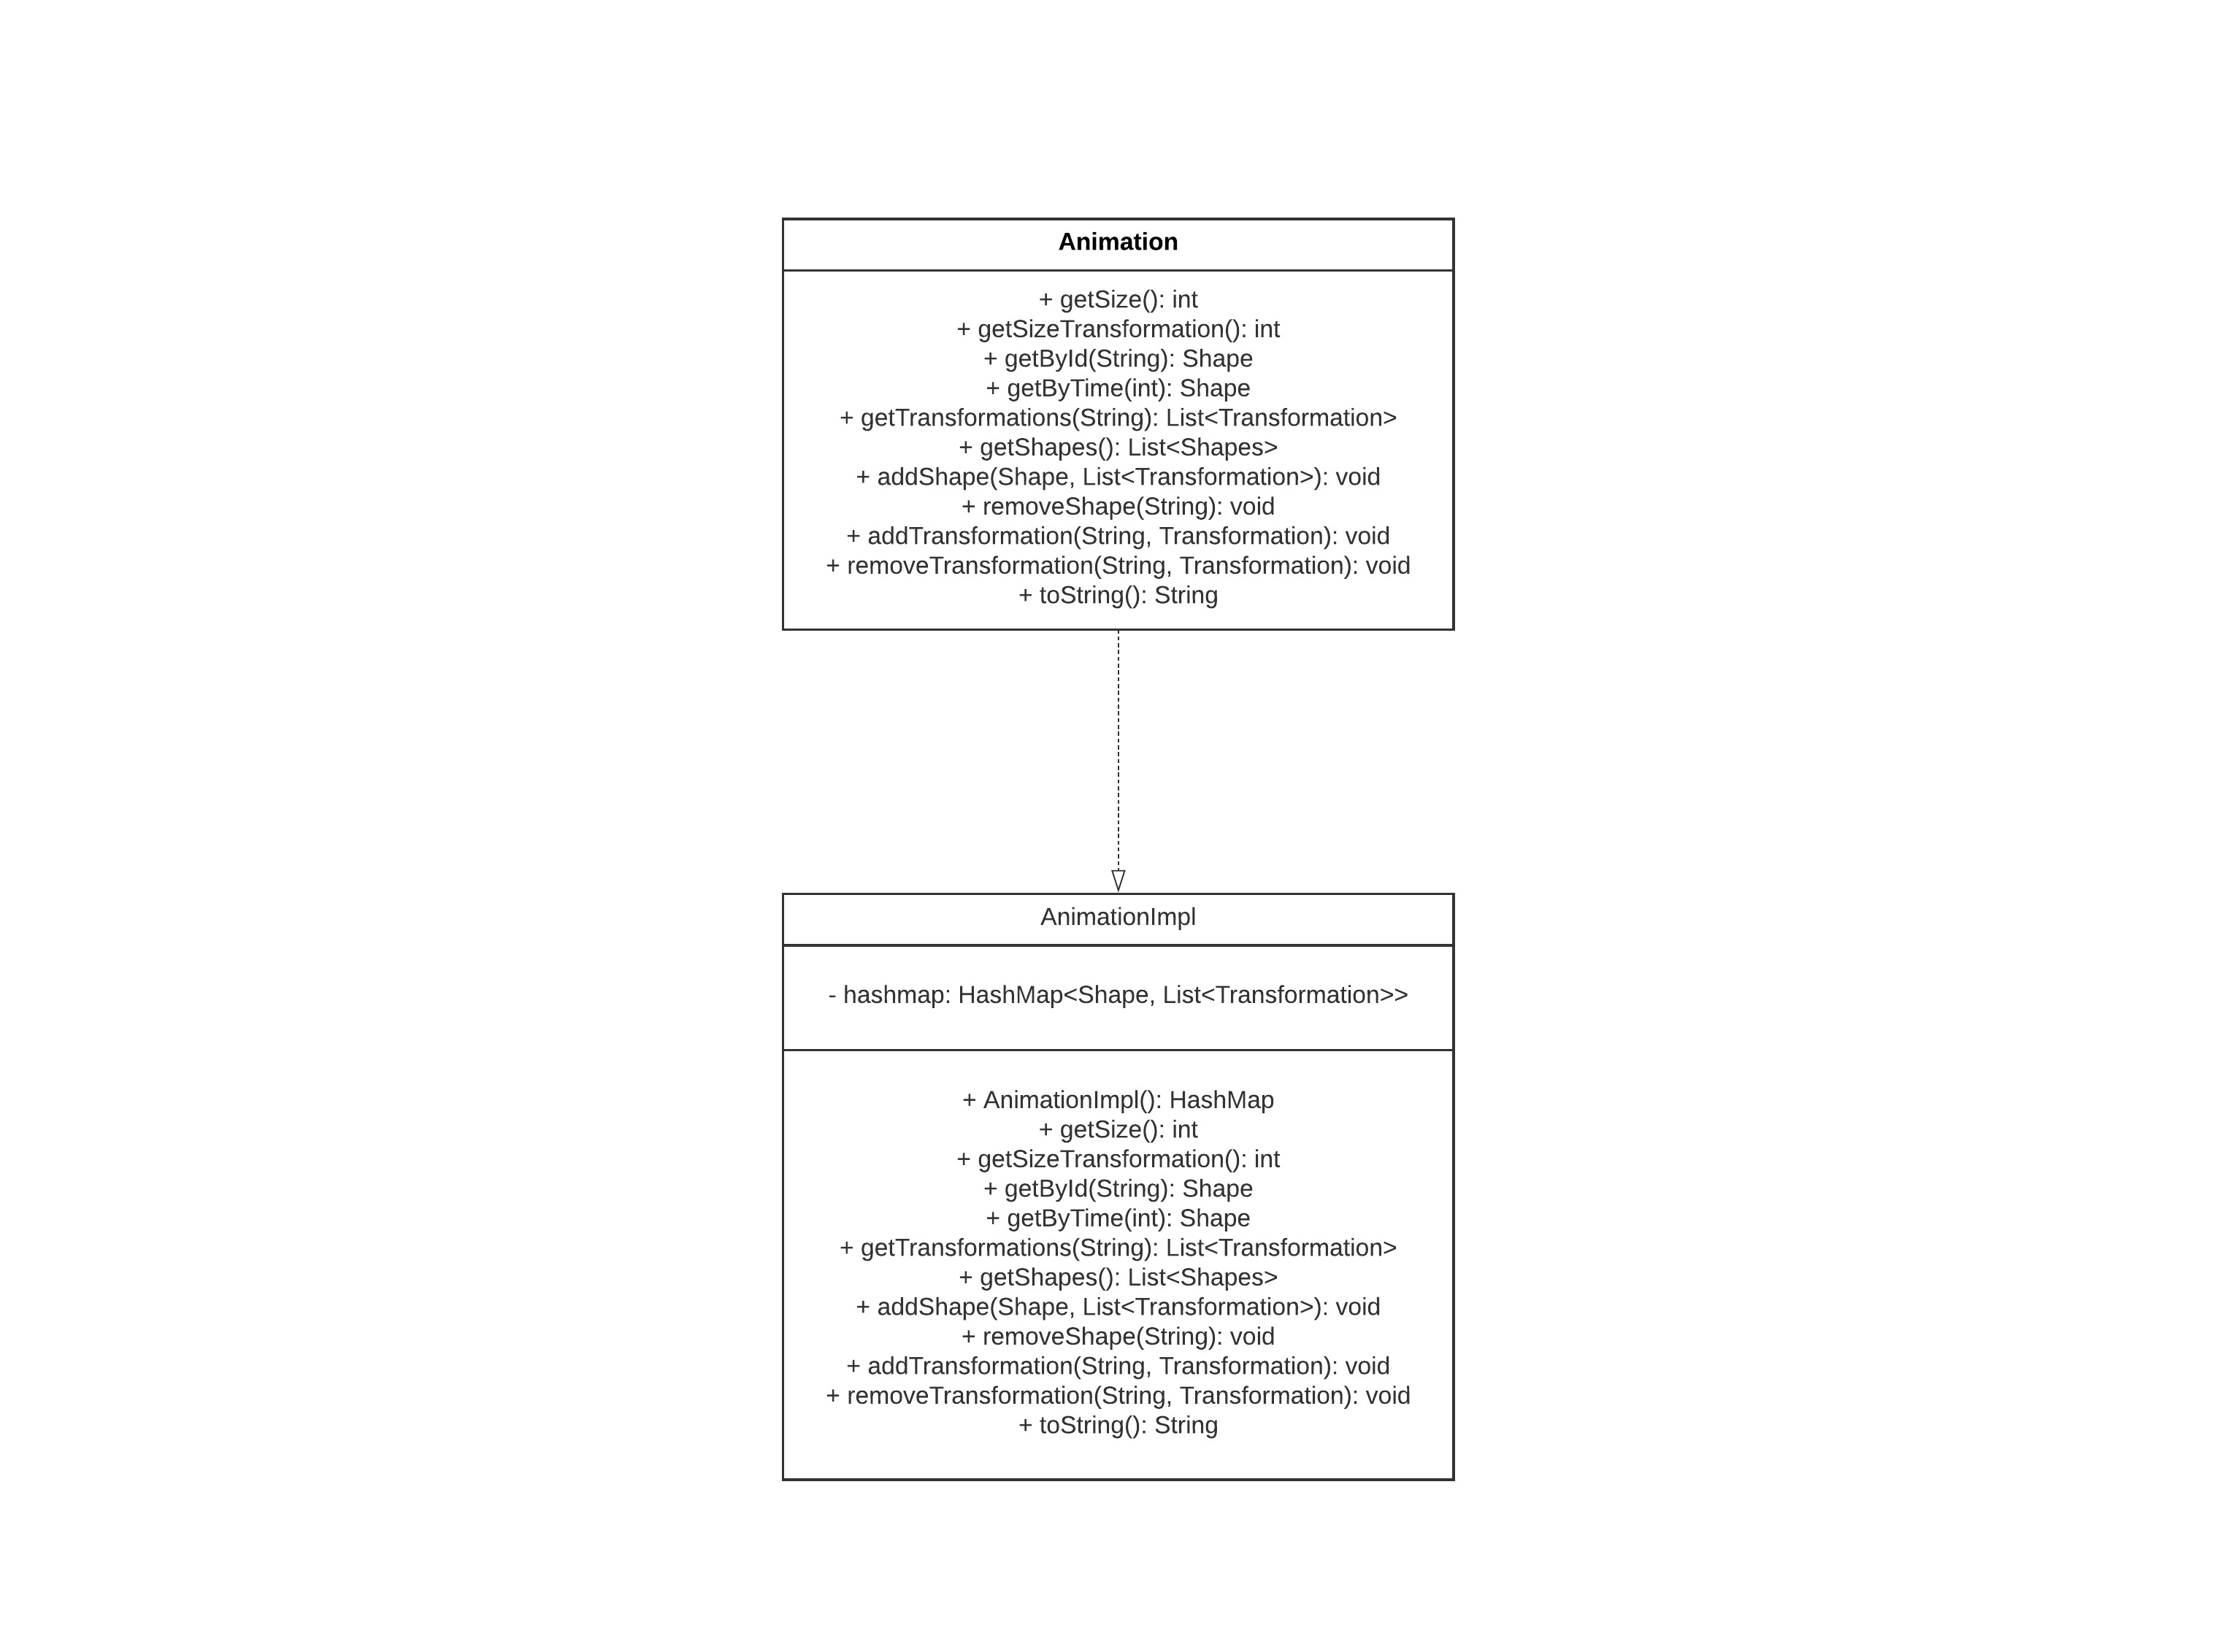 Animation
+ getSize(): int
+ getSizeTransformation(): int
+ getById(String): Shape
+ getByTime(int): Shape
+ getTransformations(String): List<Transformation>
+ getShapes(): List<Shapes>
+ addShape(Shape, List<Transformation>): void
+ removeShape(String): void
+ addTransformation(String, Transformation): void
+ removeTransformation(String, Transformation): void
+ toString(): String
AnimationImpl
- hashmap: HashMap<Shape, List<Transformation>>
+ AnimationImpl(): HashMap
+ getSize(): int
+ getSizeTransformation(): int
+ getById(String): Shape
+ getByTime(int): Shape
+ getTransformations(String): List<Transformation>
+ getShapes(): List<Shapes>
+ addShape(Shape, List<Transformation>): void
+ removeShape(String): void
+ addTransformation(String, Transformation): void
+ removeTransformation(String, Transformation): void
+ toString(): String